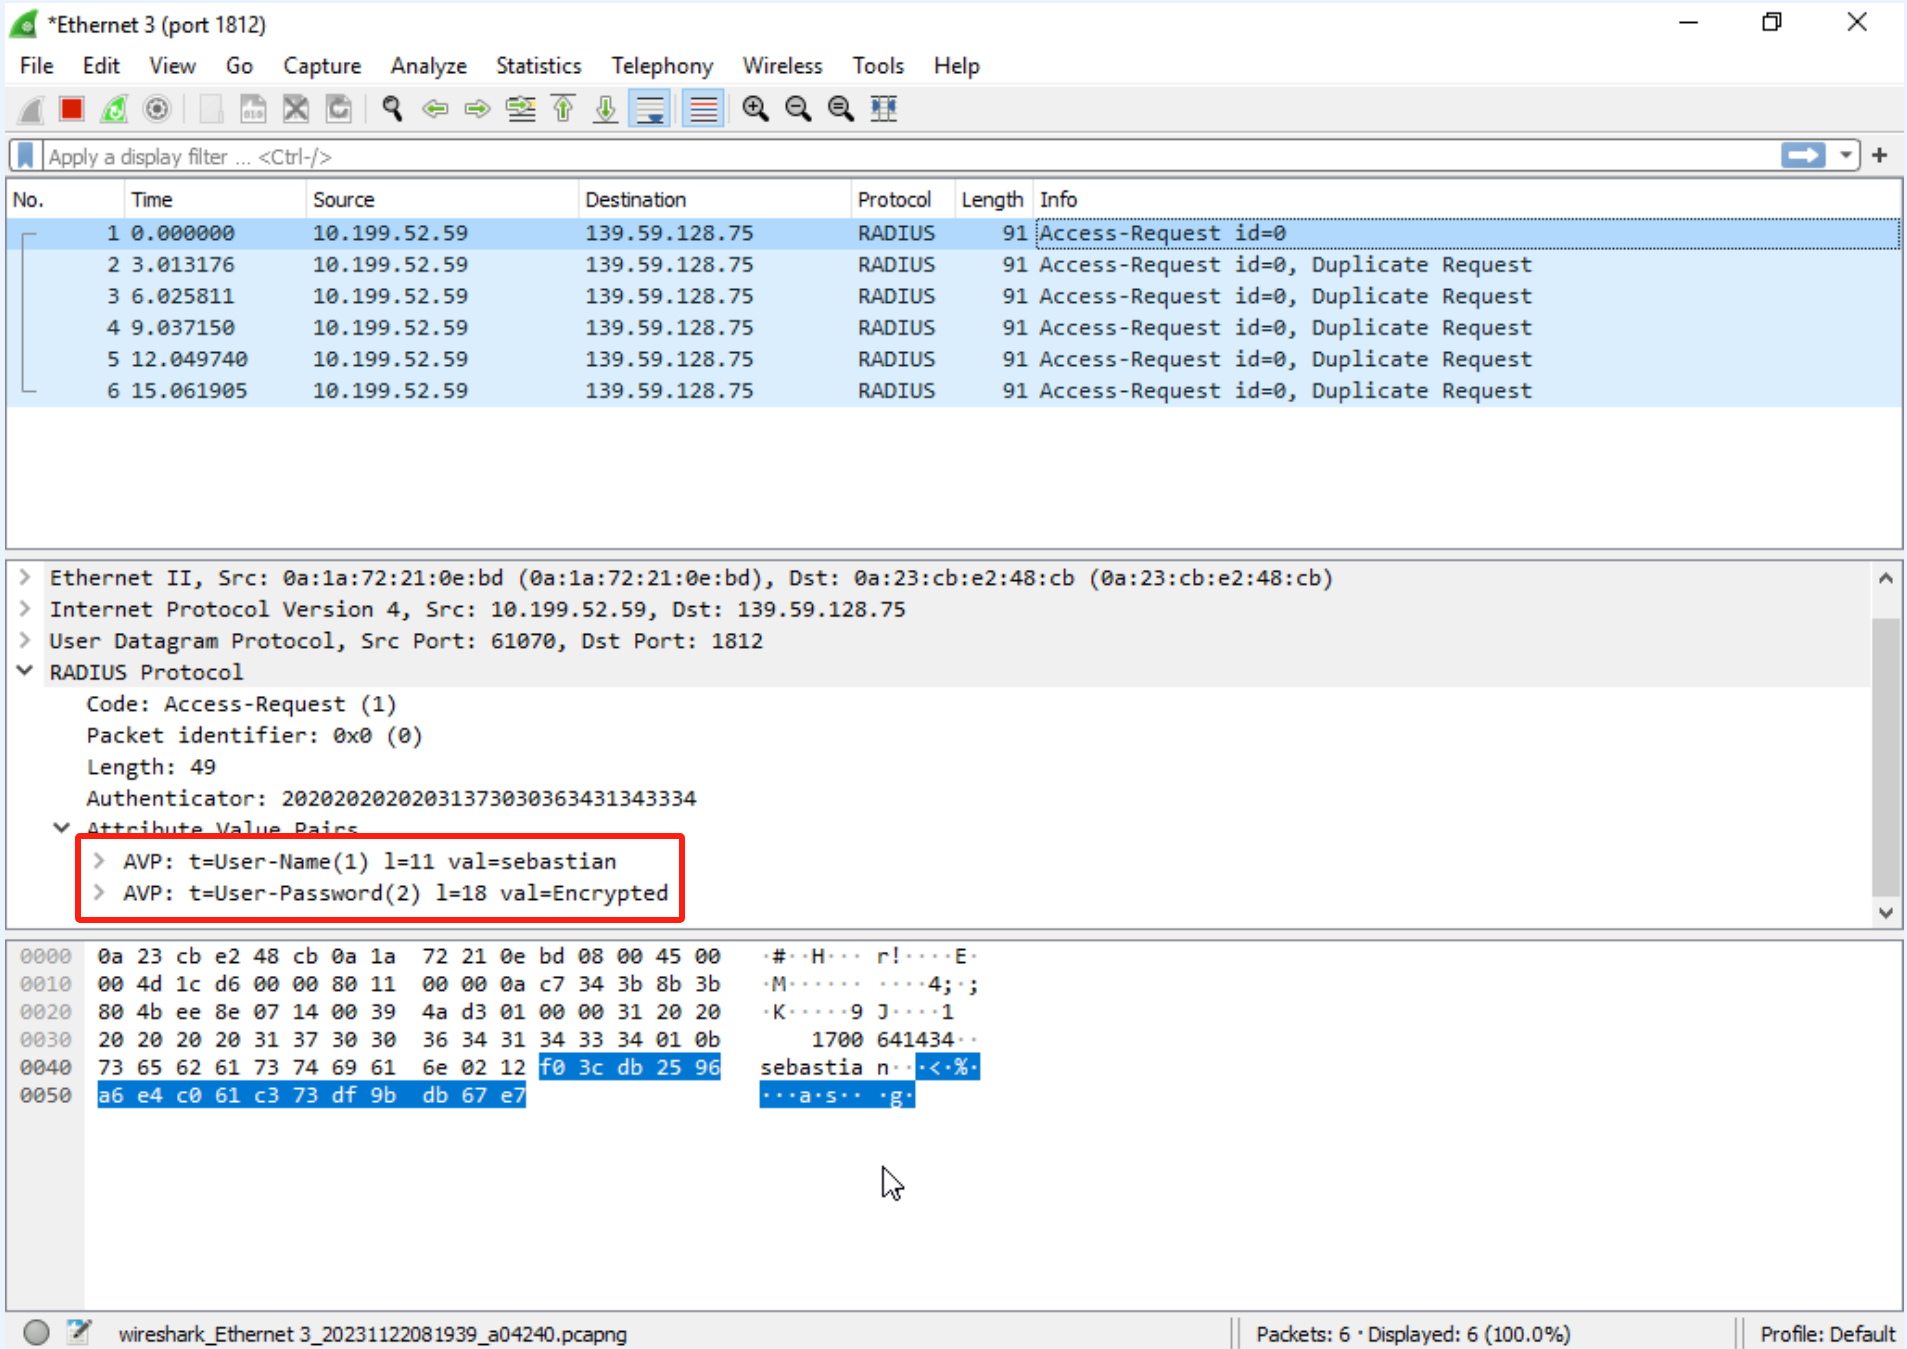 *Ethernet 3 (port 1812)
File Edit View Go Capture Analyze Statistics Telephony Wireless Tools Help
Apply a display filter ... <Ctrl-/>
No. Time Source Destination Protocol Length Info
1 0.000000 10.199.52.59 139.59.128.75 RADIUS 91 Access-Request id=0
2 3.013176 10.199.52.59 139.59.128.75 RADIUS 91 Access-Request id=0, Duplicate Request
3 6.025811 10.199.52.59 139.59.128.75 RADIUS 91 Access-Request id=0, Duplicate Request
4 9.037150 10.199.52.59 139.59.128.75 RADIUS 91 Access-Request id=0, Duplicate Request
5 12.049740 10.199.52.59 139.59.128.75 RADIUS 91 Access-Request id=0, Duplicate Request
6 15.061905 10.199.52.59 139.59.128.75 RADIUS 91 Access-Request id=0, Duplicate Request
Ethernet II, Src: 0a:1a:72:21:0e:bd (0a:1a:72:21:0e:bd), Dst: 0a:23:cb:e2:48:cb (0a:23:cb:e2:48:cb)
Internet Protocol Version 4, Src: 10.199.52.59, Dst: 139.59.128.75
User Datagram Protocol, Src Port: 61070, Dst Port: 1812
RADIUS Protocol
Code: Access-Request (1)
Packet identifier: 0x0 (0)
Length: 49
Authenticator: 20202020202031373030363431343334
Attribute Value Pairs
AVP: t=User-Name(1) l=11 val=sebastian
AVP: t=User-Password(2) l=18 val=Encrypted
0000 0a 23 cb e2 48 cb 0a 1a 72 21 0e bd 08 00 45 00 ·#··H··· r!····E·
0010 00 4d 1c d6 00 00 80 11 00 00 0a c7 34 3b 8b 3b ·M······ ····4;·;
0020 80 4b ee 8e 07 14 00 39 4a d3 01 00 00 31 20 20 ·K·····9 J····1
0030 20 20 20 20 31 37 30 30 36 34 31 34 33 34 01 0b 1700 641434··
0040 73 65 62 61 73 74 69 61 6e 02 12 f0 3c db 25 96 sebastia n···<·%·
0050 a6 e4 c0 61 c3 73 df 9b db 67 e7 ···a·s·· ·g·
wireshark_Ethernet 3_20231122081939_a04240.pcapng Packets: 6 · Displayed: 6 (100.0%) Profile: Default